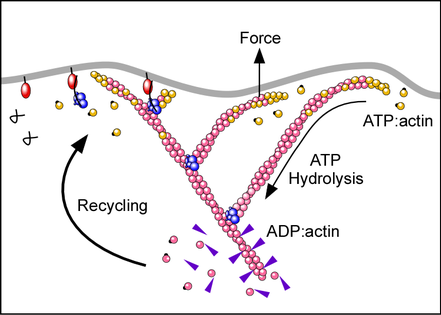 Force
ATP:actin
ATP
Hydrolysis
Recycling
ADP:actin